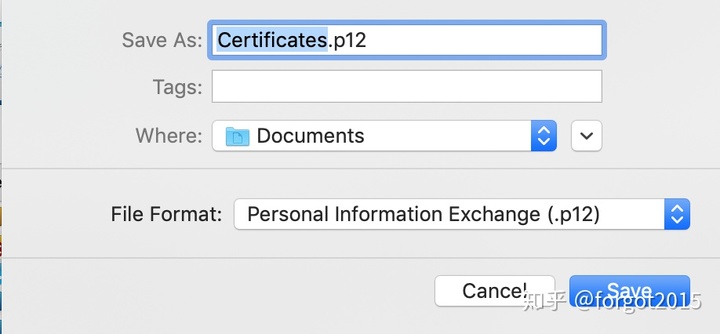 Save As: Certificates.p12
Tags:
Where: Documents
File Format: Personal Information Exchange (.p12)
Cancel Save
知乎 @forgot2015